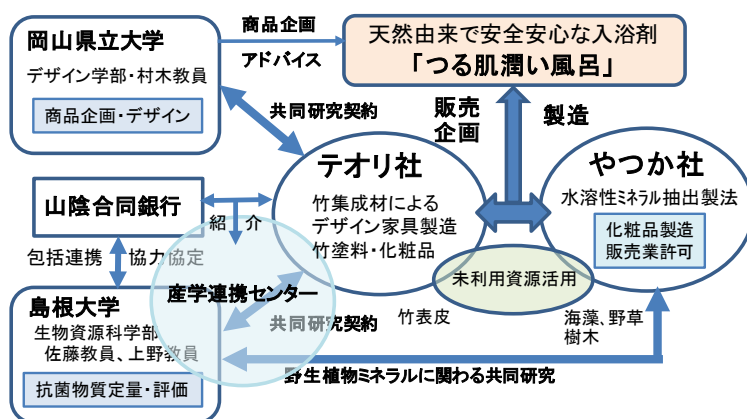 岡山県立大学
デザイン学部・村木教員
商品企画・デザイン
商品企画
アドバイス
天然由来で安全安心な入浴剤
「つる肌潤い風呂」
共同研究契約
販売
企画
製造
テオリ社
竹集成材による
デザイン家具製造
竹塗料・化粧品
やつか社
水溶性ミネラル抽出製法
化粧品製造
販売業許可
山陰合同銀行
紹 介
包括連携
協力協定
未利用資源活用
産学連携センター
島根大学
生物資源科学部
佐藤教員、上野教員
抗菌物質定量・評価
共同研究契約
竹表皮
海藻、野草
樹木
野生植物ミネラルに関わる共同研究